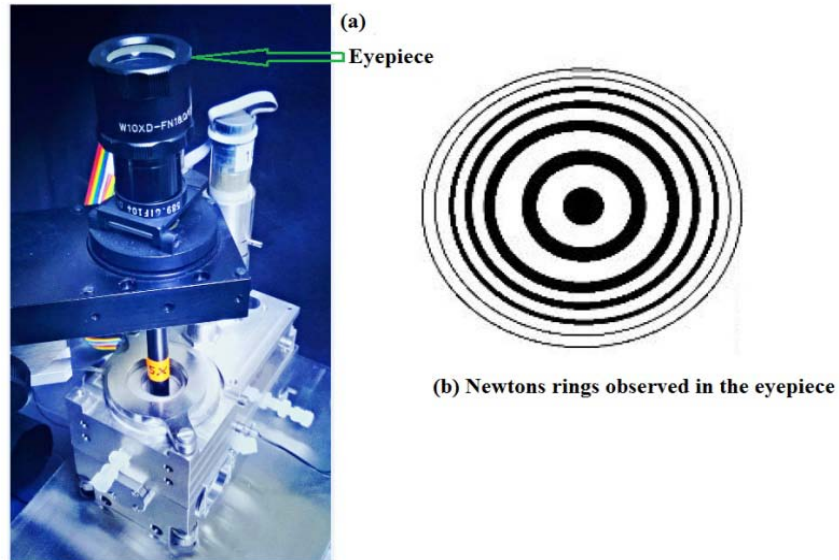 (a)
Eyepiece
W10XD-FN18
5X
(b) Newtons rings observed in the eyepiece